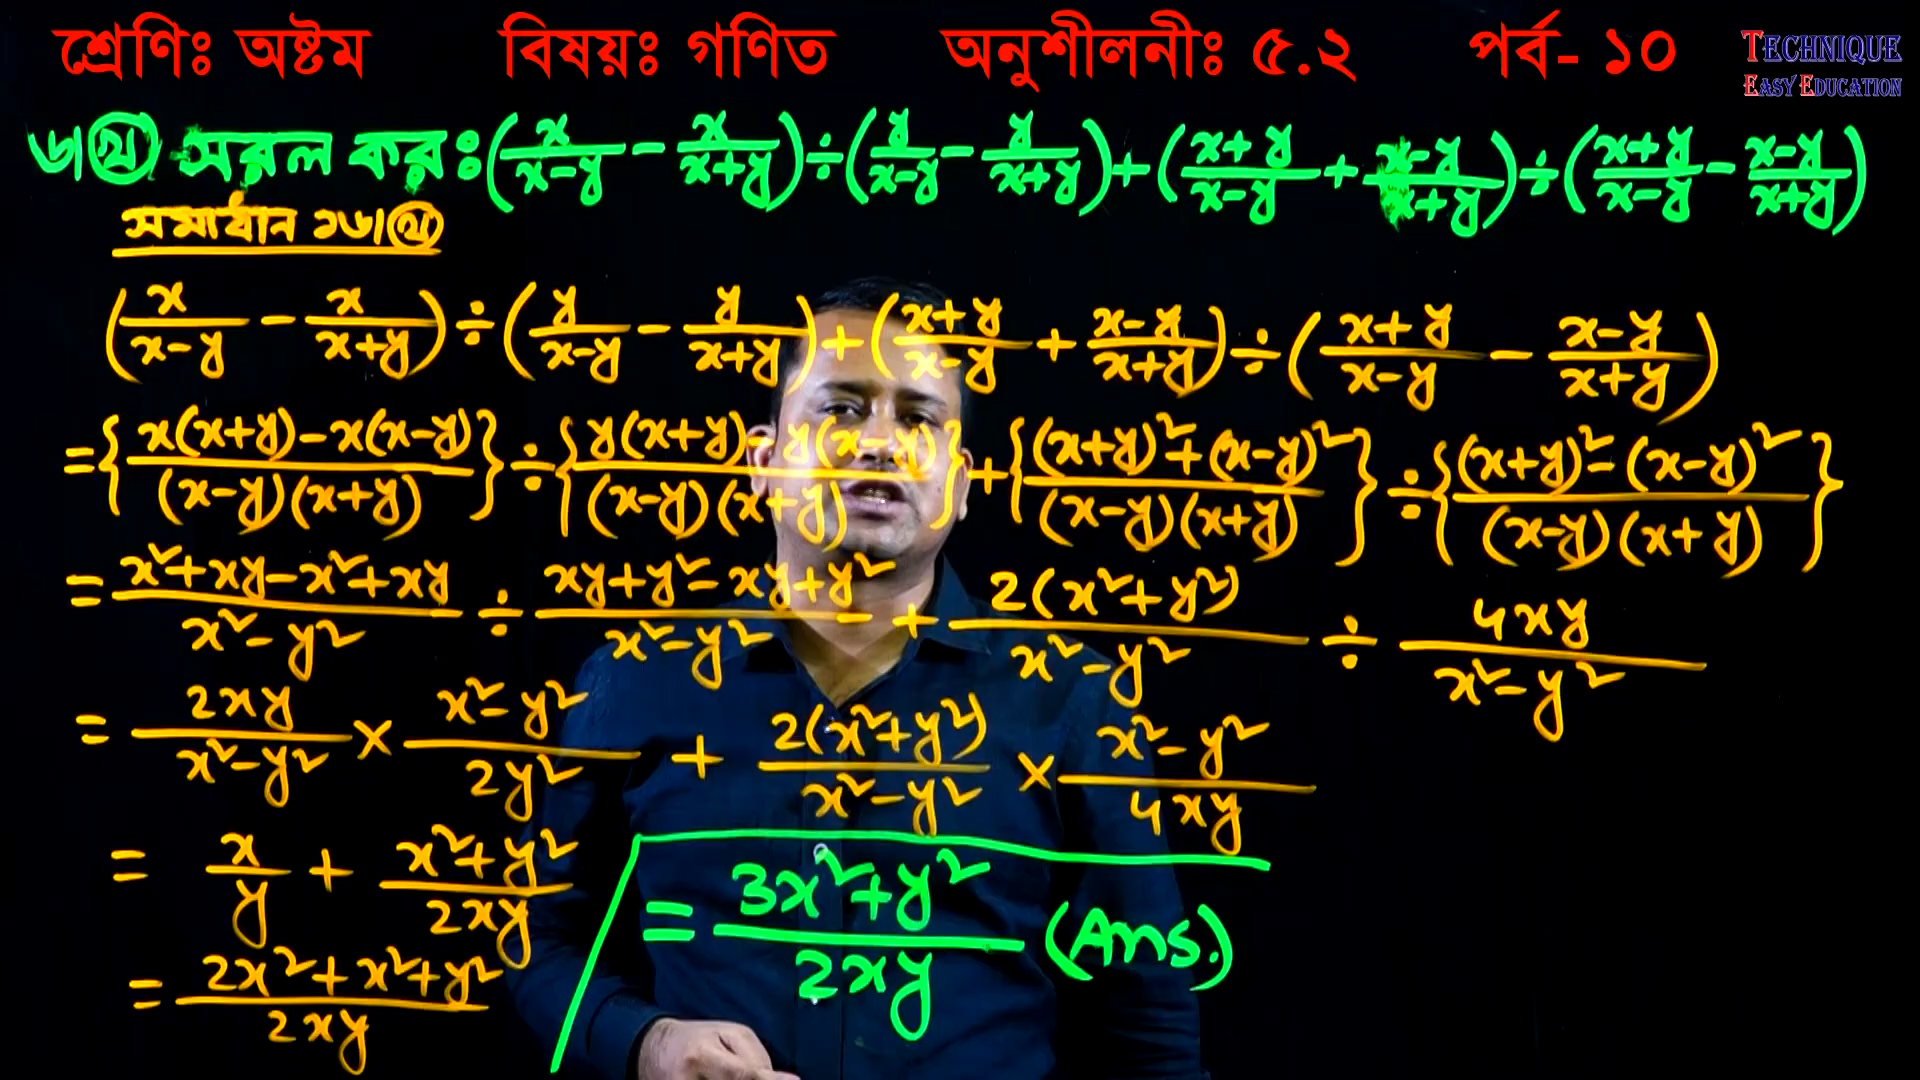 শ্রেণিঃ অষ্টম বিষয়ঃ গণিত অনুশীলনীঃ ৫.২ পর্ব- ১০
TECHNIQUE
EASY EDUCATION
৬।(খ) সরল কর: (x/(x-y) - x/(x+y)) ÷ (y/(x-y) - y/(x+y)) + ((x+y)/(x-y) + (x-y)/(x+y)) ÷ ((x+y)/(x-y) - (x-y)/(x+y))
সমাধান ১৬।(খ)
(x/(x-y) - x/(x+y)) ÷ (y/(x-y) - y/(x+y)) + ((x+y)/(x-y) + (x-y)/(x+y)) ÷ ((x+y)/(x-y) - (x-y)/(x+y))
= {(x(x+y)-x(x-y))/((x-y)(x+y))} ÷ {(y(x+y)-y(x-y))/((x-y)(x+y))} + {((x+y)²+(x-y)²)/((x-y)(x+y))} ÷ {((x+y)²-(x-y)²)/((x-y)(x+y))}
= (x²+xy-x²+xy)/(x²-y²) ÷ (xy+y²-xy+y²)/(x²-y²) + 2(x²+y²)/(x²-y²) ÷ 4xy/(x²-y²)
= 2xy/(x²-y²) × (x²-y²)/2y² + 2(x²+y²)/(x²-y²) × (x²-y²)/4xy
= x/y + (x²+y²)/2xy
= (2x²+x²+y²)/2xy
= (3x²+y²)/2xy (Ans.)